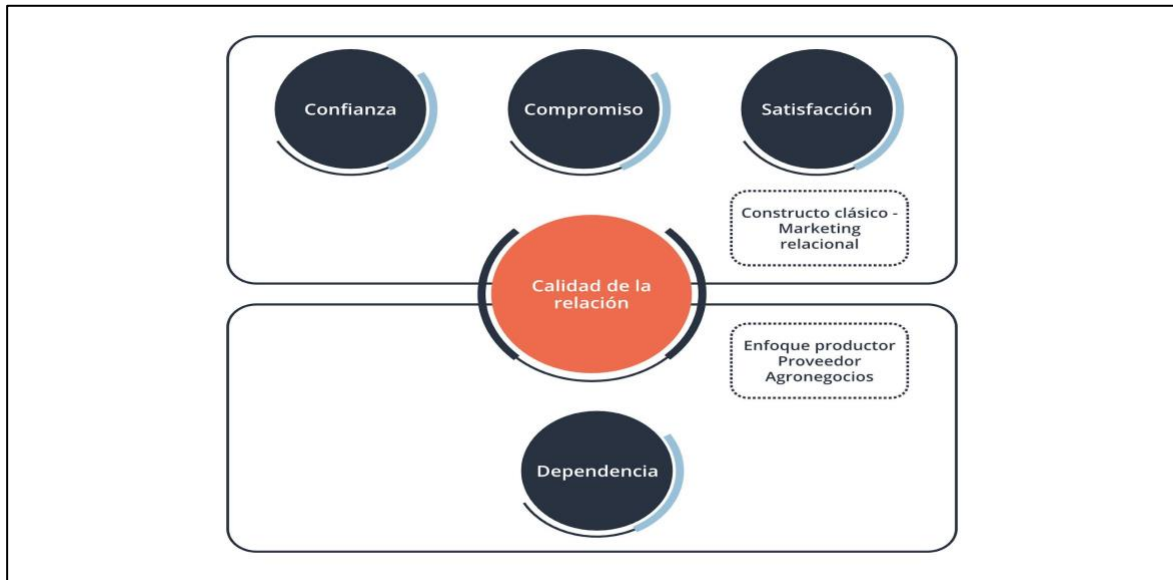 Confianza
Compromiso
Satisfacción
Constructo clásico -
Marketing
relacional
Calidad de la
relación
Enfoque productor
Proveedor
Agronegocios
Dependencia